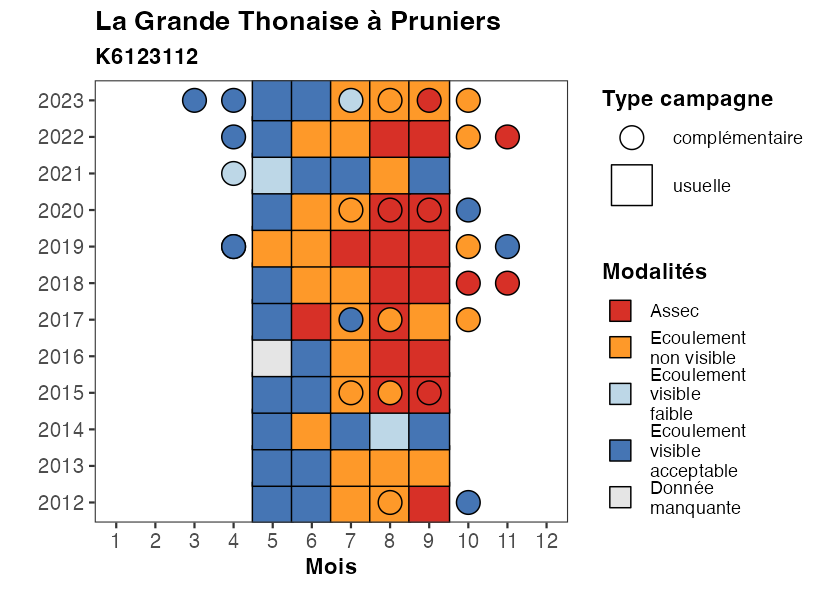 La Grande Thonaise à Pruniers
K6123112
2023
2022
2021
2020
2019
2018
2017
2016
2015
2014
2013
2012
1 2 3 4 5 6 7 8 9 10 11 12
Mois
Type campagne
complémentaire
usuelle
Modalités
Assec
Ecoulement
non visible
Ecoulement
visible
faible
Ecoulement
visible
acceptable
Donnée
manquante